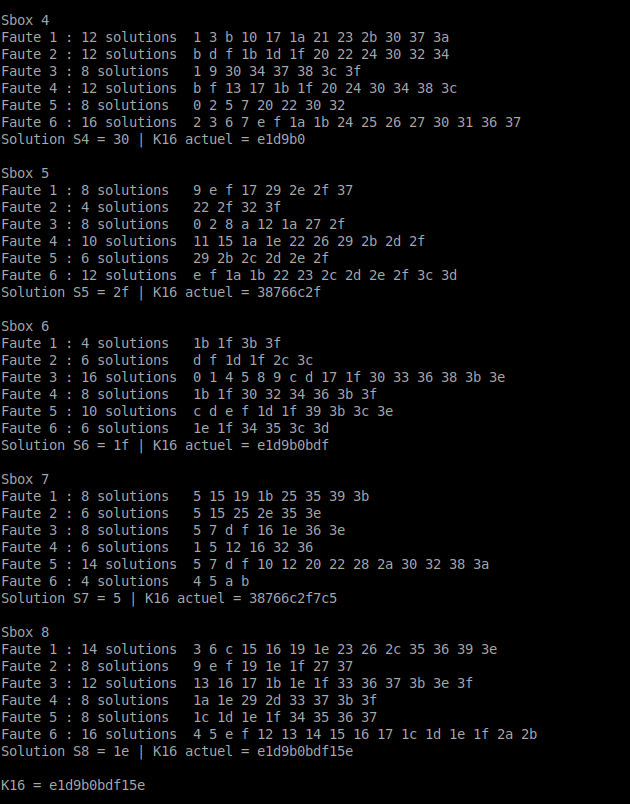 Sbox 4
Faute 1 : 12 solutions  1 3 b 10 17 1a 21 23 2b 30 37 3a
Faute 2 : 12 solutions  b d f 1b 1d 1f 20 22 24 30 32 34
Faute 3 : 8 solutions   1 9 30 34 37 38 3c 3f
Faute 4 : 12 solutions  b f 13 17 1b 1f 20 24 30 34 38 3c
Faute 5 : 8 solutions   0 2 5 7 20 22 30 32
Faute 6 : 16 solutions  2 3 6 7 e f 1a 1b 24 25 26 27 30 31 36 37
Solution S4 = 30 | K16 actuel = e1d9b0

Sbox 5
Faute 1 : 8 solutions   9 e f 17 29 2e 2f 37
Faute 2 : 4 solutions   22 2f 32 3f
Faute 3 : 8 solutions   0 2 8 a 12 1a 27 2f
Faute 4 : 10 solutions  11 15 1a 1e 22 26 29 2b 2d 2f
Faute 5 : 6 solutions   29 2b 2c 2d 2e 2f
Faute 6 : 12 solutions  e f 1a 1b 22 23 2c 2d 2e 2f 3c 3d
Solution S5 = 2f | K16 actuel = 38766c2f

Sbox 6
Faute 1 : 4 solutions   1b 1f 3b 3f
Faute 2 : 6 solutions   d f 1d 1f 2c 3c
Faute 3 : 16 solutions  0 1 4 5 8 9 c d 17 1f 30 33 36 38 3b 3e
Faute 4 : 8 solutions   1b 1f 30 32 34 36 3b 3f
Faute 5 : 10 solutions  c d e f 1d 1f 39 3b 3c 3e
Faute 6 : 6 solutions   1e 1f 34 35 3c 3d
Solution S6 = 1f | K16 actuel = e1d9b0bdf

Sbox 7
Faute 1 : 8 solutions   5 15 19 1b 25 35 39 3b
Faute 2 : 6 solutions   5 15 25 2e 35 3e
Faute 3 : 8 solutions   5 7 d f 16 1e 36 3e
Faute 4 : 6 solutions   1 5 12 16 32 36
Faute 5 : 14 solutions  5 7 d f 10 12 20 22 28 2a 30 32 38 3a
Faute 6 : 4 solutions   4 5 a b
Solution S7 = 5 | K16 actuel = 38766c2f7c5

Sbox 8
Faute 1 : 14 solutions  3 6 c 15 16 19 1e 23 26 2c 35 36 39 3e
Faute 2 : 8 solutions   9 e f 19 1e 1f 27 37
Faute 3 : 12 solutions  13 16 17 1b 1e 1f 33 36 37 3b 3e 3f
Faute 4 : 8 solutions   1a 1e 29 2d 33 37 3b 3f
Faute 5 : 8 solutions   1c 1d 1e 1f 34 35 36 37
Faute 6 : 16 solutions  4 5 e f 12 13 14 15 16 17 1c 1d 1e 1f 2a 2b
Solution S8 = 1e | K16 actuel = e1d9b0bdf15e

K16 = e1d9b0bdf15e